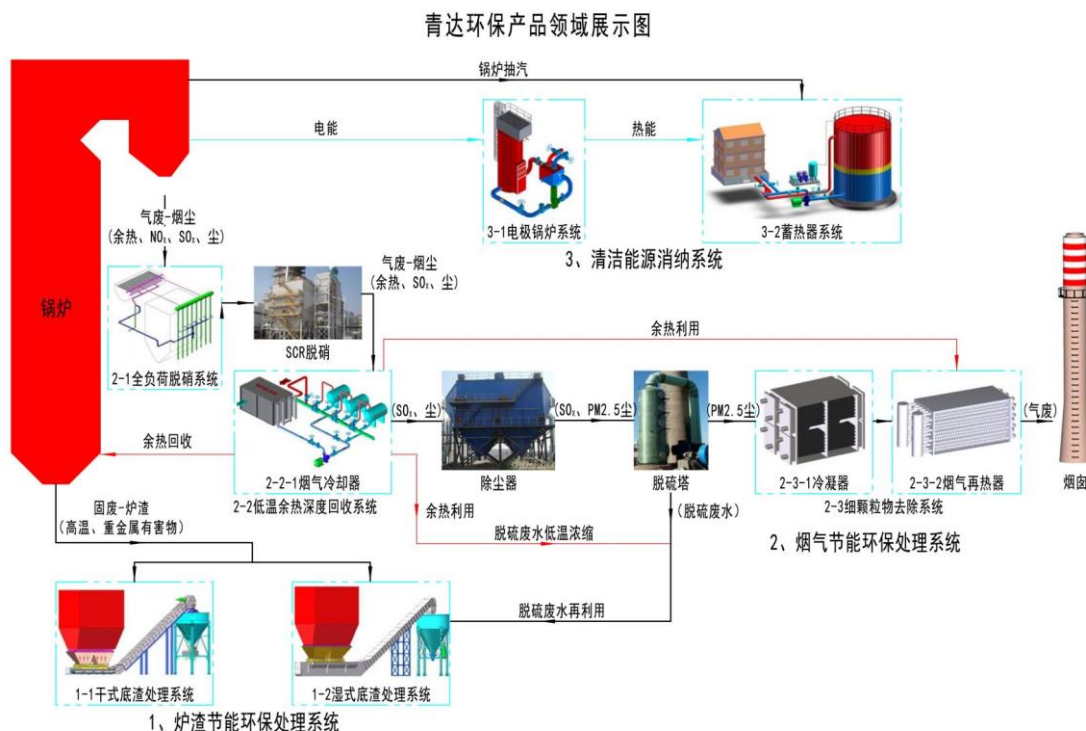 青达环保产品领域展示图
锅炉抽汽
电能
热能
3-1电极锅炉系统
3-2蓄热器系统
3、清洁能源消纳系统
气废-烟尘
(余热、NOₓ、SOₓ、尘)
气废-烟尘
(余热、SOₓ、尘)
锅炉
SCR脱硝
2-1全负荷脱硝系统
余热利用
(SOₓ、尘)
(SOₓ、PM2.5尘)
(PM2.5尘)
(气废)
余热回收
2-2-1烟气冷却器
除尘器
脱硫塔
2-3-1冷凝器
2-3-2烟气再热器
烟囱
2-2低温余热深度回收系统
2-3细颗粒物去除系统
固废-炉渣
(高温、重金属有害物)
余热利用
(脱硫废水)
脱硫废水低温浓缩
2、烟气节能环保处理系统
脱硫废水再利用
1-1干式底渣处理系统
1-2湿式底渣处理系统
1、炉渣节能环保处理系统